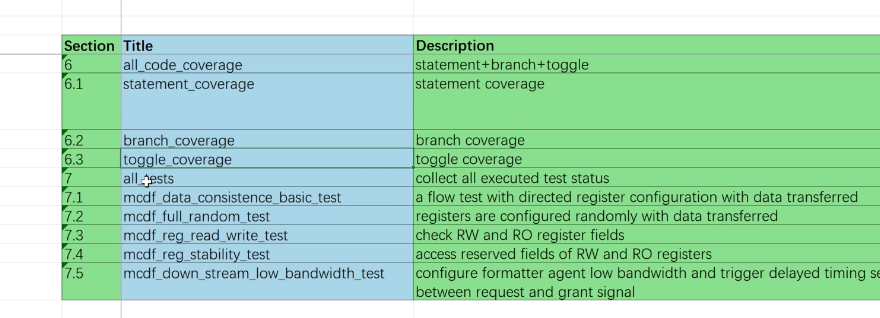 Section Title Description
6 all_code_coverage statement+branch+toggle
6.1 statement_coverage statement coverage
6.2 branch_coverage branch coverage
6.3 toggle_coverage toggle coverage
7 all_tests collect all executed test status
7.1 mcdf_data_consistence_basic_test a flow test with directed register configuration with data transferred
7.2 mcdf_full_random_test registers are configured randomly with data tnsferred
7.3 mcdf_reg_read_write_test check RW and RO register fields
7.4 mcdf_reg_stability_test access reserved fields of RW and RO registers
7.5 mcdf_down_stream_low_bandwidth_test configure formatter agent low bandwidth and trigger delayed timing
between request and grant signal